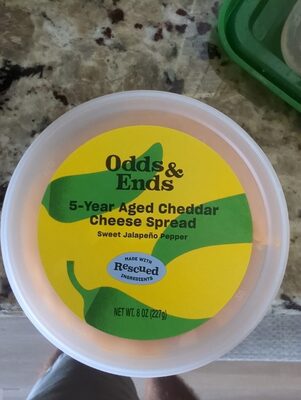 Odds &
Ends
5-Year Aged Cheddar
Cheese Spread
Sweet Jalapeño Pepper
MADE WITH
Rescued
INGREDIENTS
NET WT. 8 OZ (227g)